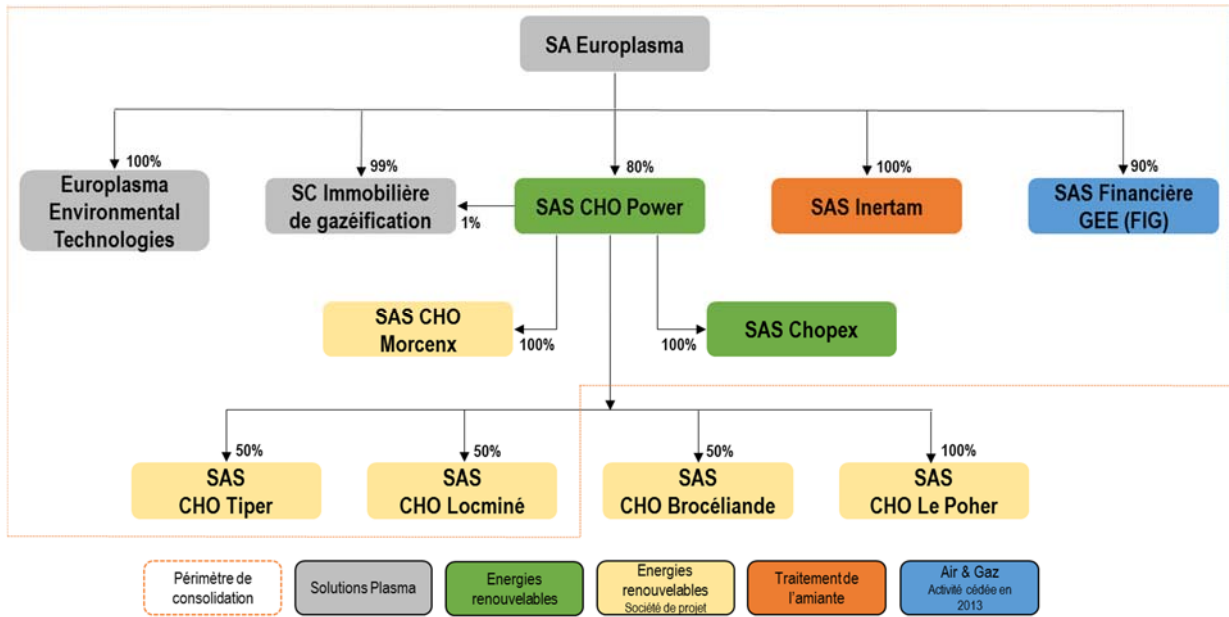 SA Europlasma
100%
99%
80%
100%
90%
Europlasma
Environmental
Technologies
SC Immobilière
de gazéification
1%
SAS CHO Power
SAS Inertam
SAS Financière
GEE (FIG)
SAS CHO
Morcenx
100%
100%
SAS Chopex
50%
50%
50%
100%
SAS
CHO Tiper
SAS
CHO Locminé
SAS
CHO Brocéliande
SAS
CHO Le Poher
Périmètre de
consolidation
Solutions Plasma
Energies
renouvelables
Energies
renouvelables
Société de projet
Traitement de
l'amiante
Air & Gaz
Activité cédée en
2013